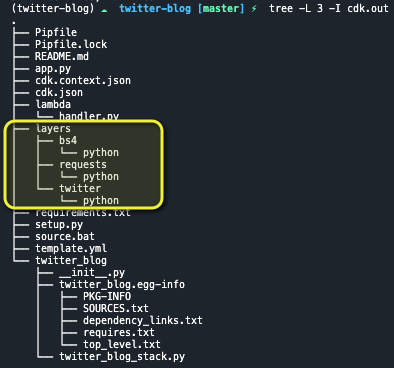 (twitter-blog) ☁ twitter-blog [master] ⚡ tree -L 3 -I cdk.out
.
├── Pipfile
├── Pipfile.lock
├── README.md
├── app.py
├── cdk.context.json
├── cdk.json
├── lambda
│   └── handler.py
├── layers
│   ├── bs4
│   │   └── python
│   ├── requests
│   │   └── python
│   └── twitter
│       └── python
├── requirements.txt
├── setup.py
├── source.bat
├── template.yml
└── twitter_blog
    ├── __init__.py
    ├── twitter_blog.egg-info
    │   ├── PKG-INFO
    │   ├── SOURCES.txt
    │   ├── dependency_links.txt
    │   ├── requires.txt
    │   └── top_level.txt
    └── twitter_blog_stack.py